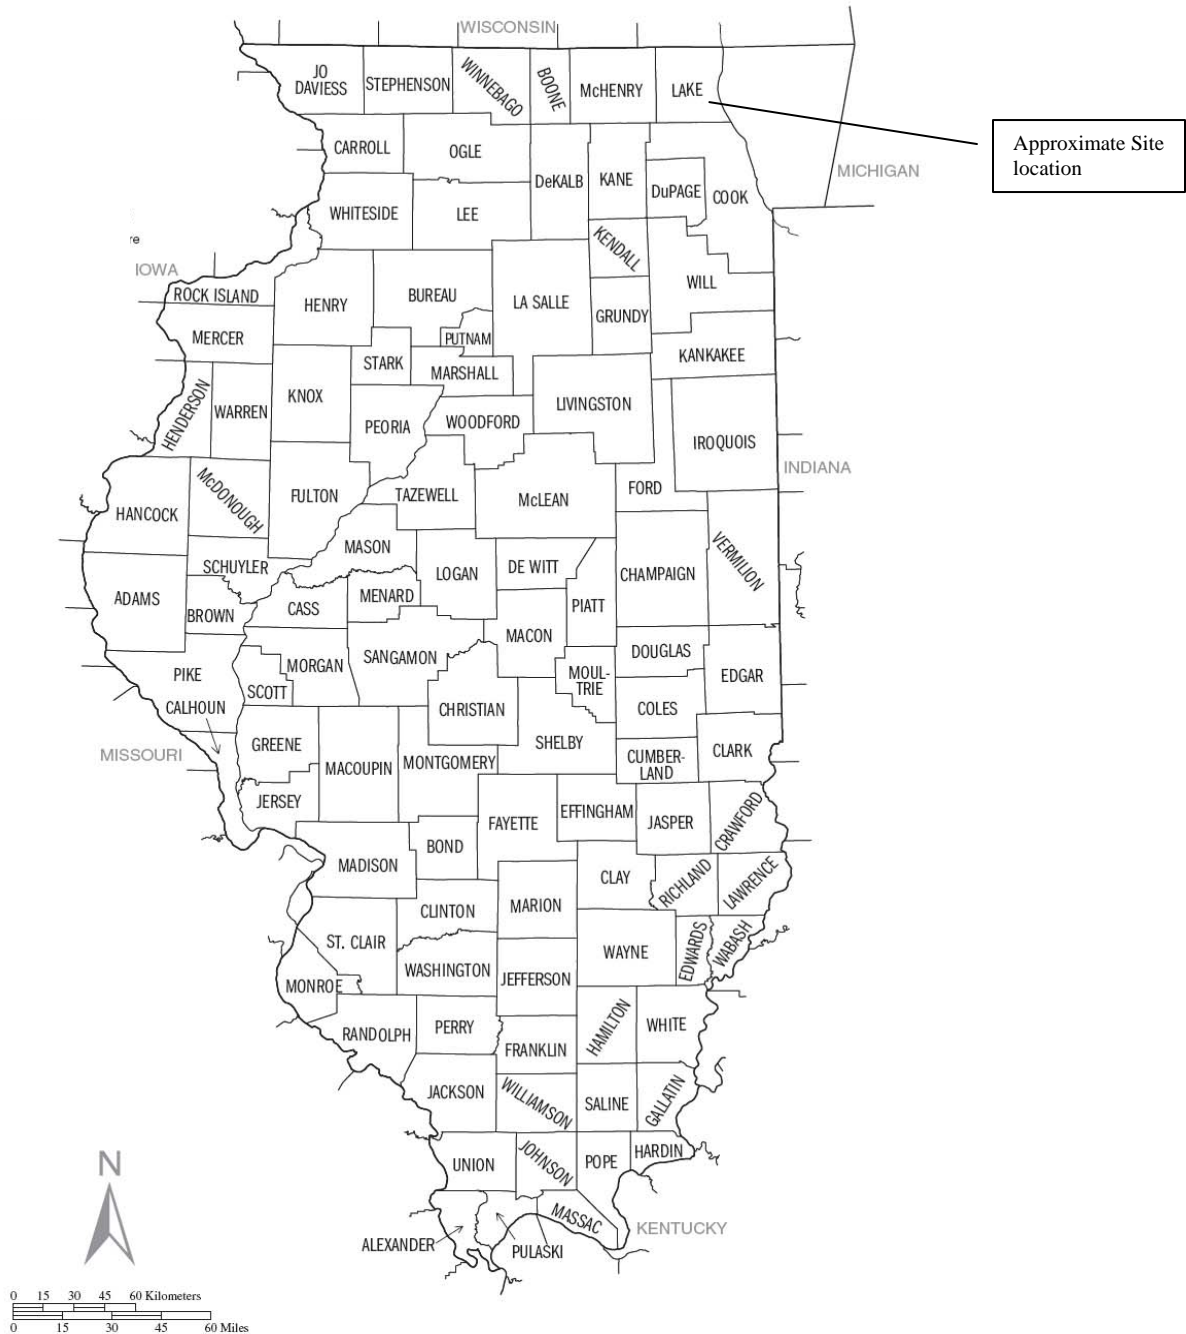 WISCONSIN
JO
DAVIESS
STEPHENSON
WINNEBAGO
BOONE
McHENRY
LAKE
Approximate Site
location
CARROLL
OGLE
DeKALB
KANE
DuPAGE
COOK
MICHIGAN
WHITESIDE
LEE
KENDALL
re
IOWA
ROCK ISLAND
HENRY
BUREAU
LA SALLE
WILL
GRUNDY
MERCER
PUTNAM
KANKAKEE
STARK
MARSHALL
HENDERSON
WARREN
KNOX
PEORIA
WOODFORD
LIVINGSTON
IROQUOIS
INDIANA
HANCOCK
McDONOUGH
FULTON
TAZEWELL
McLEAN
FORD
VERMILION
MASON
SCHUYLER
LOGAN
DE WITT
CHAMPAIGN
ADAMS
BROWN
CASS
MENARD
PIATT
MACON
PIKE
MORGAN
SANGAMON
DOUGLAS
EDGAR
SCOTT
MOUL-
TRIE
CALHOUN
CHRISTIAN
COLES
MISSOURI
GREENE
MACOUPIN
MONTGOMERY
SHELBY
CUMBER-
LAND
CLARK
JERSEY
FAYETTE
EFFINGHAM
JASPER
CRAWFORD
MADISON
BOND
CLAY
RICHLAND
LAWRENCE
CLINTON
MARION
ST. CLAIR
WAYNE
EDWARDS
WABASH
WASHINGTON
JEFFERSON
MONROE
RANDOLPH
PERRY
HAMILTON
WHITE
FRANKLIN
JACKSON
WILLIAMSON
SALINE
GALLATIN
N
UNION
JOHNSON
POPE
HARDIN
MASSAC
KENTUCKY
ALEXANDER
PULASKI
0 15 30 45 60 Kilometers
0 15 30 45 60 Miles